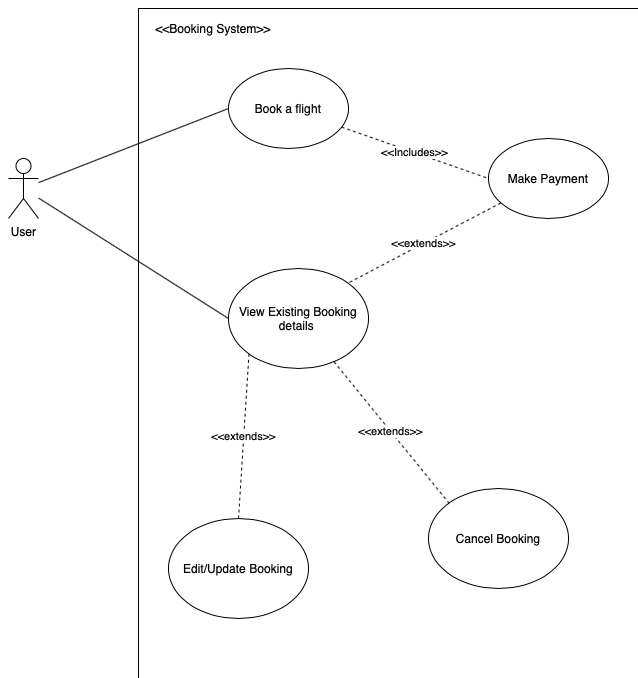 <<Booking System>>
Book a flight
<<Includes>>
Make Payment
User
<<extends>>
View Existing Booking
details
<<extends>>
<<extends>>
Cancel Booking
Edit/Update Booking